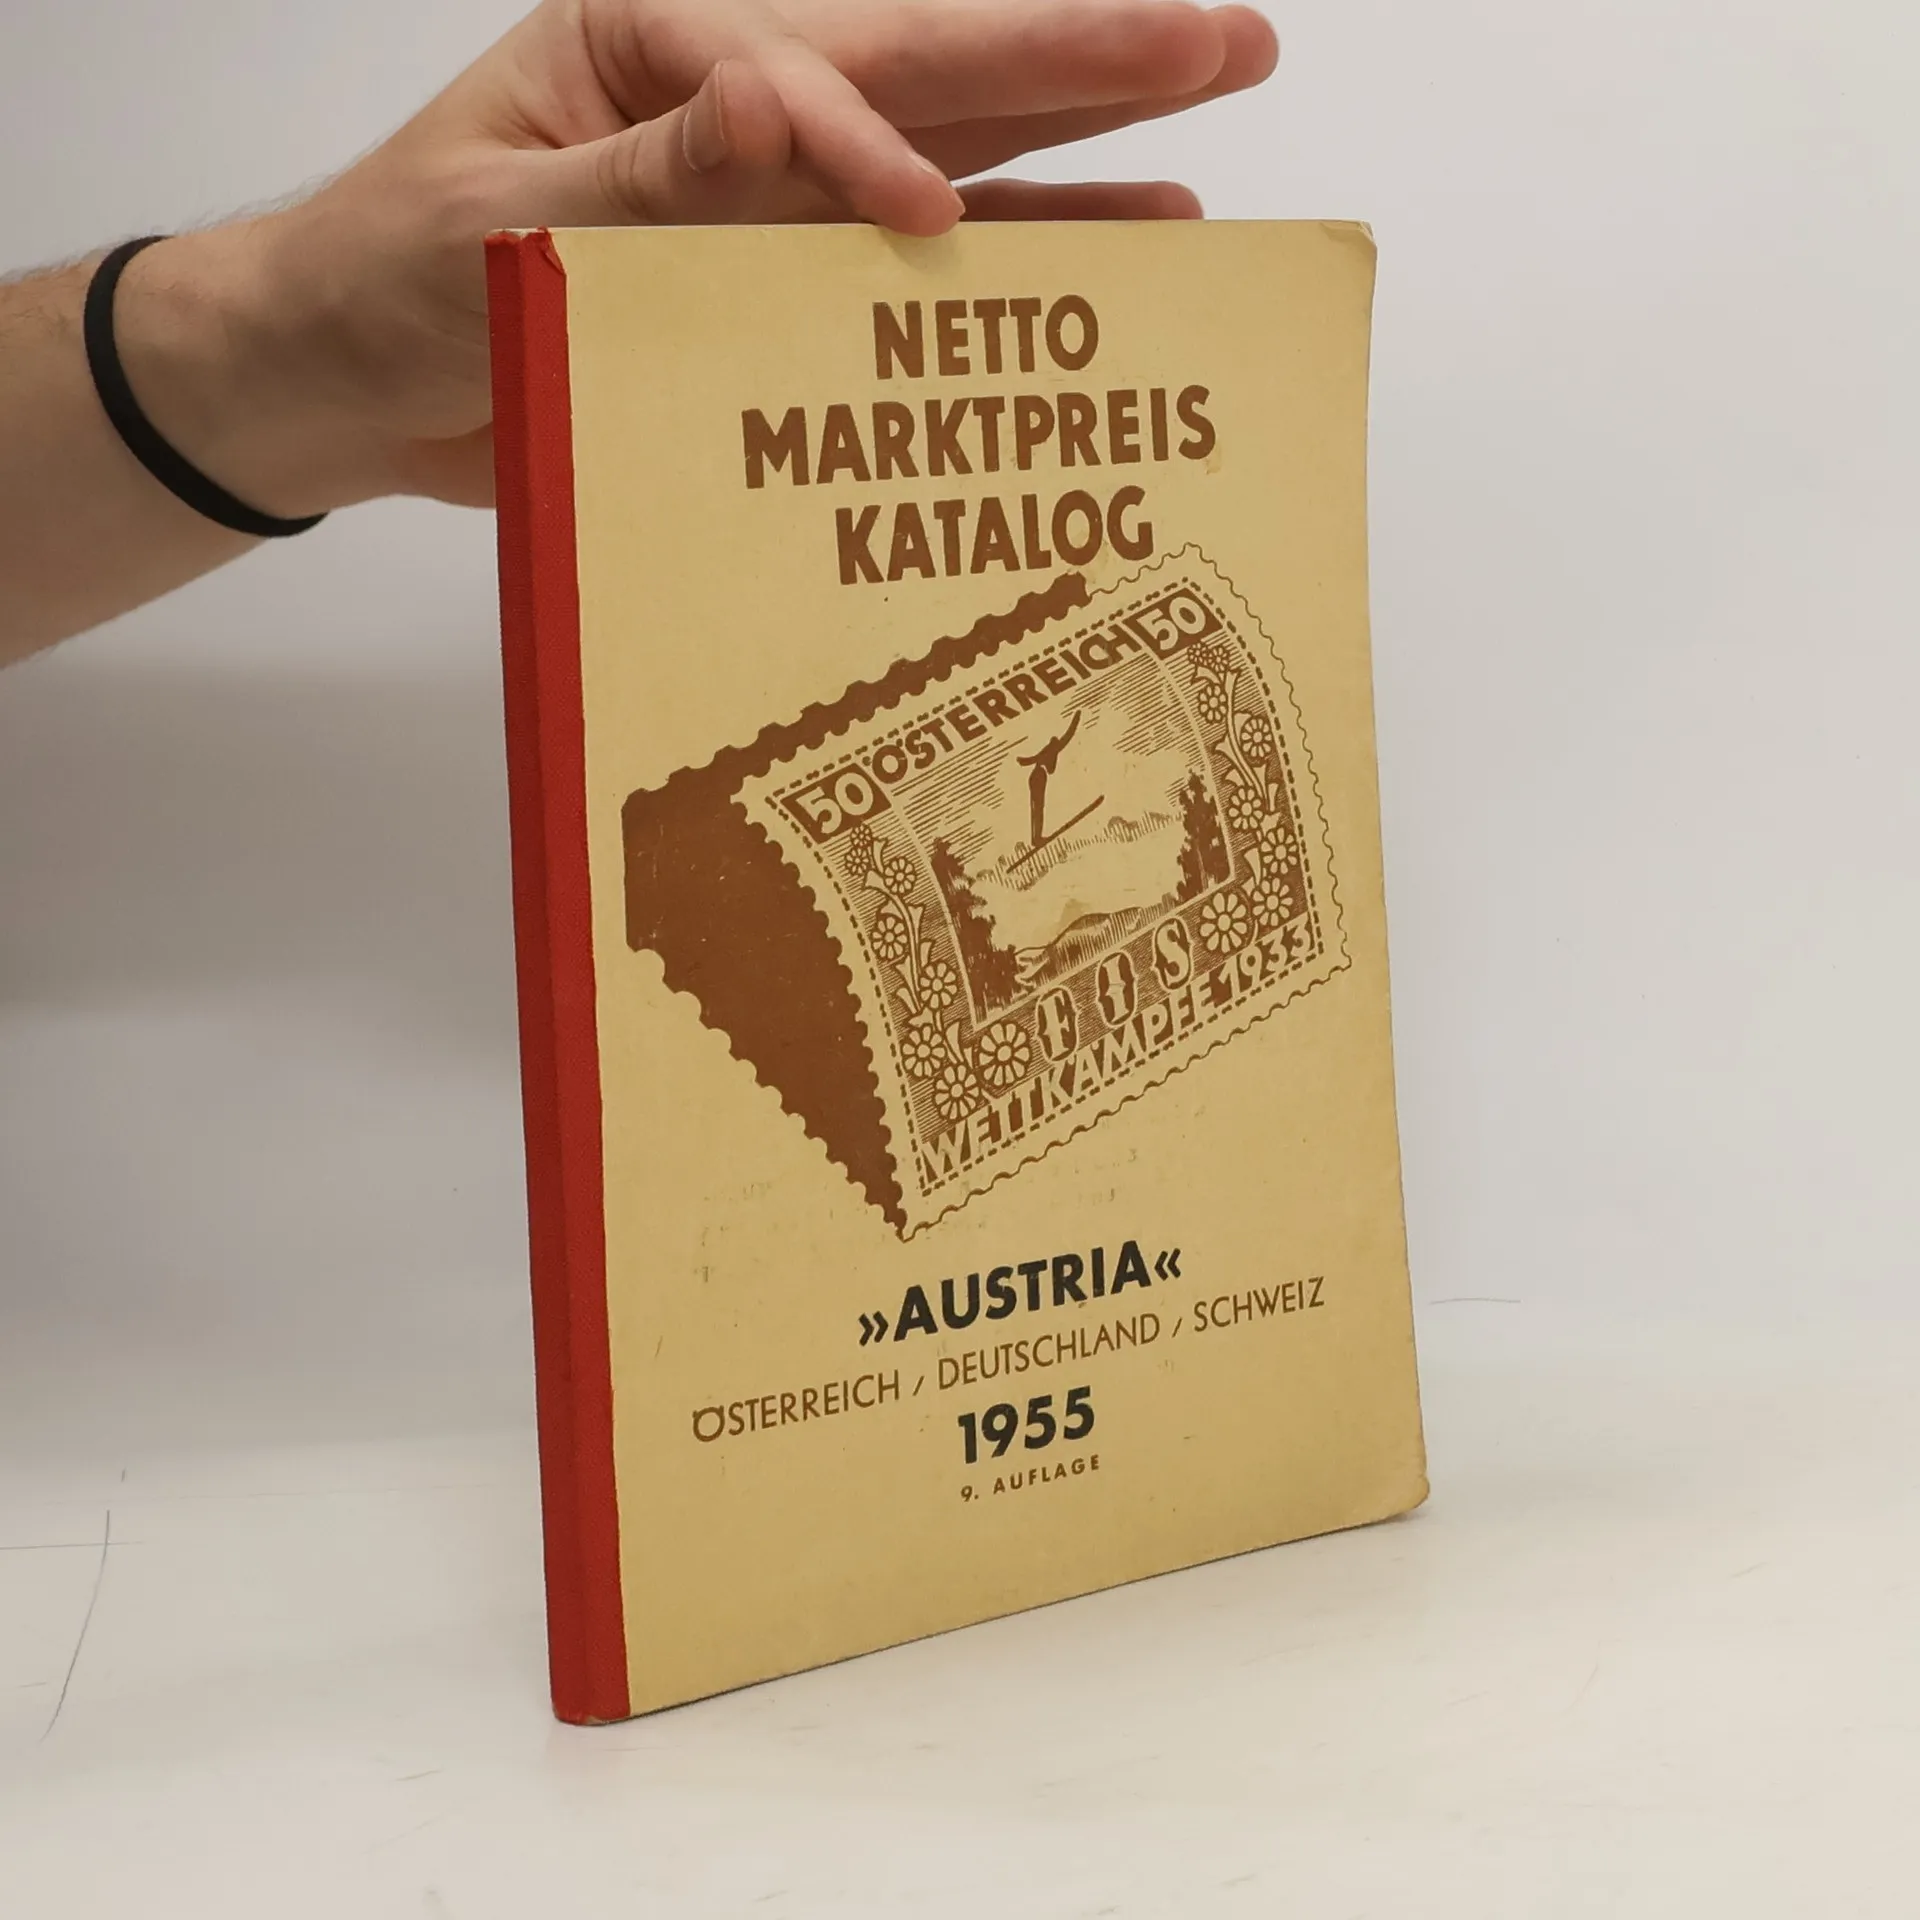 NETTO
MARKTPREIS
KATALOG
50 ÖSTERREICH 50
FIS
WETTKÄMPFE 1933
»AUSTRIA«
ÖSTERREICH / DEUTSCHLAND / SCHWEIZ
1955
9. AUFLAGE